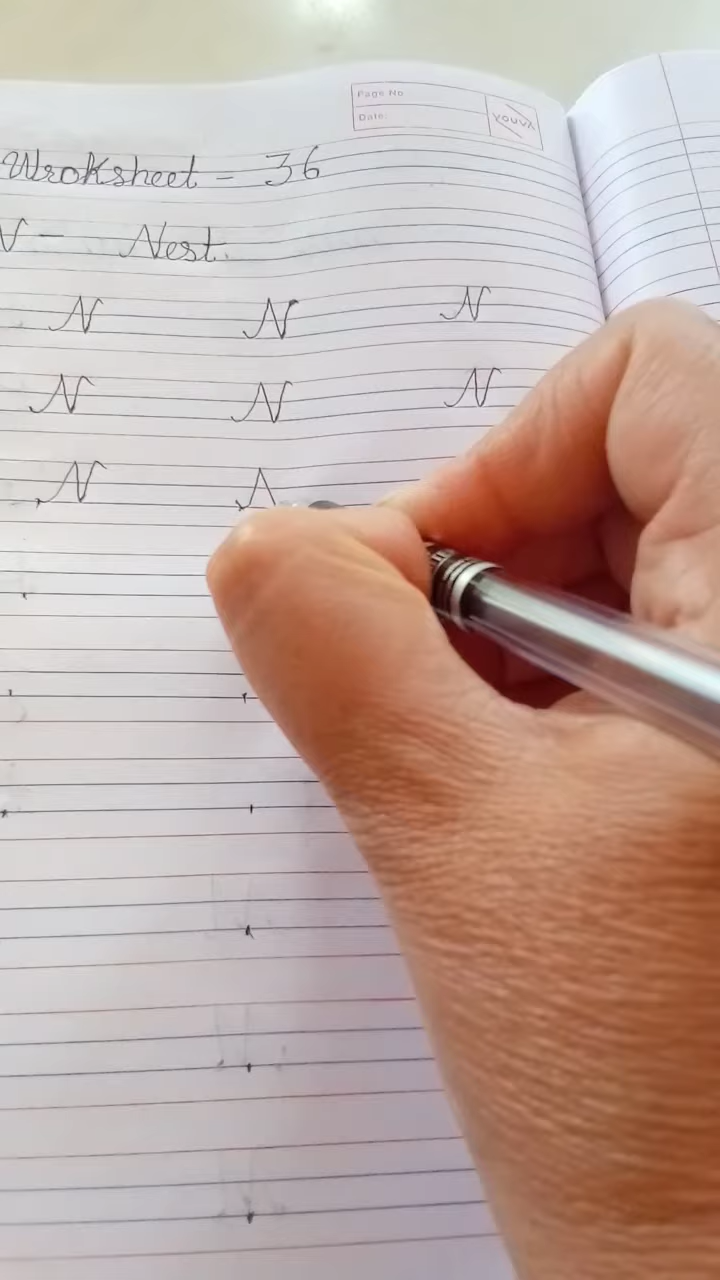 Page No
Date:
YOUVA
Wroksheet - 36
N - Nest.
N N N
N N N
N